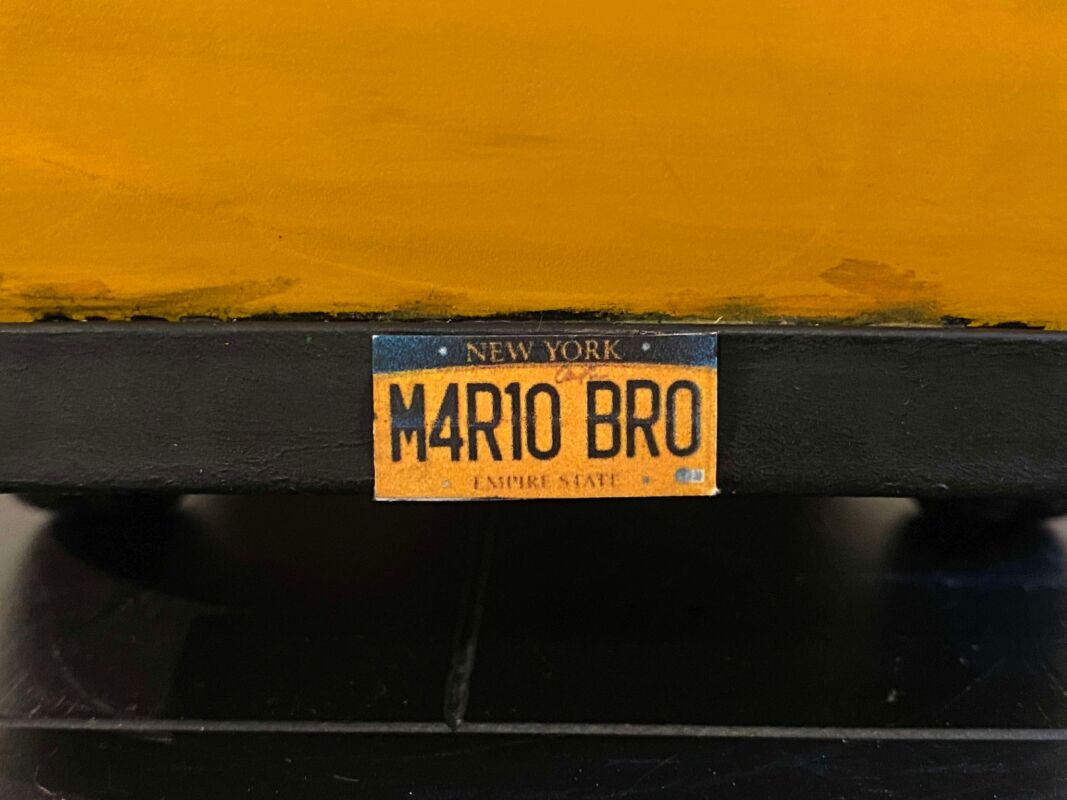 NEW YORK
M4R10 BRO
EMPIRE STATE